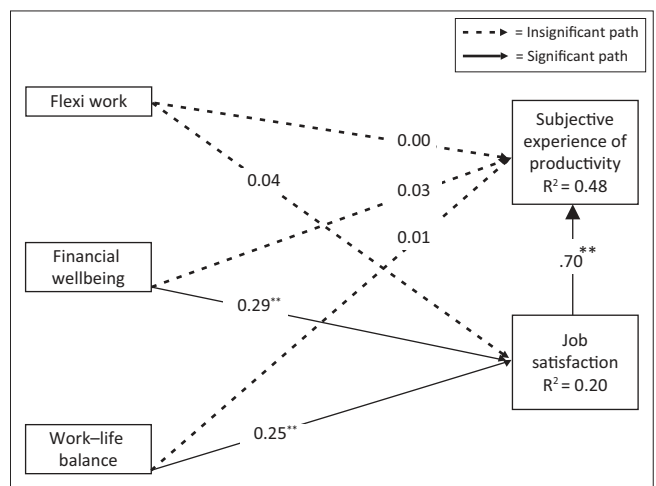 = Insignificant path
= Significant path
Flexi work
Subjective
experience of
productivity
R² = 0.48
0.00
0.04
0.03
0.01
Financial
wellbeing
.70**
0.29**
Job
satisfaction
R² = 0.20
0.25**
Work–life
balance